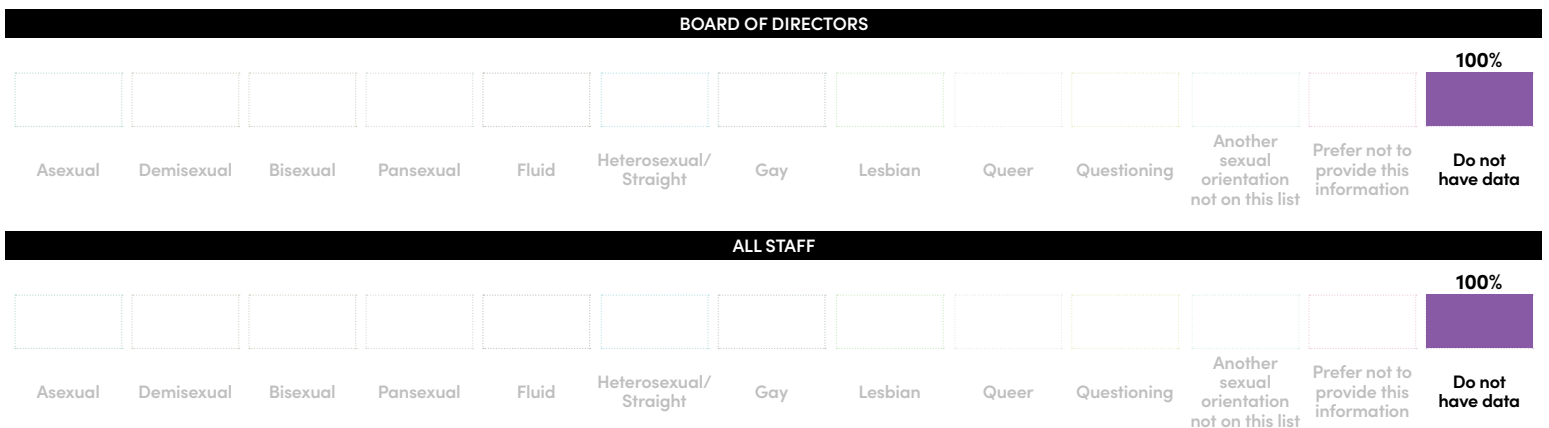 BOARD OF DIRECTORS
100%
Asexual
Demisexual
Bisexual
Pansexual
Fluid
Heterosexual/
Straight
Gay
Lesbian
Queer
Questioning
Another
sexual
orientation
not on this list
Prefer not to
provide this
information
Do not
have data
ALL STAFF
100%
Asexual
Demisexual
Bisexual
Pansexual
Fluid
Heterosexual/
Straight
Gay
Lesbian
Queer
Questioning
Another
sexual
orientation
not on this list
Prefer not to
provide this
information
Do not
have data